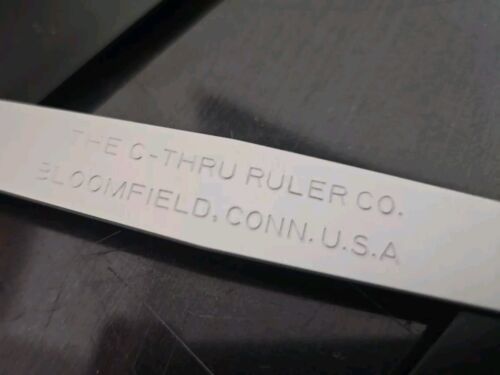 THE C-THRU RULER CO.
BLOOMFIELD, CONN. U.S.A